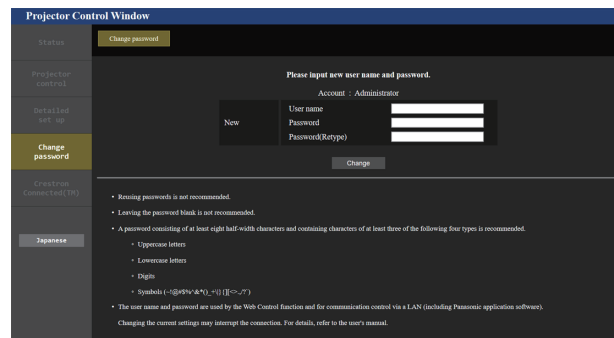 Projector Control Window
Status
Change password
Projector
control
Detailed
set up
Change
password
Crestron
Connected(TM)
Japanese
Please input new user name and password.
Account : Administrator
New
User name
Password
Password(Retype)
Change
• Reusing passwords is not recommended.
• Leaving the password blank is not recommended.
• A password consisting of at least eight half-width characters and containing characters of at least three of the following four types is recommended.
Uppercase letters
Lowercase letters
Digits
Symbols
• The user name and password are used by the Web Control function and for communication control via a LAN (including Panasonic application software).
Changing the current settings may interrupt the connection. For details, refer to the user's manual.